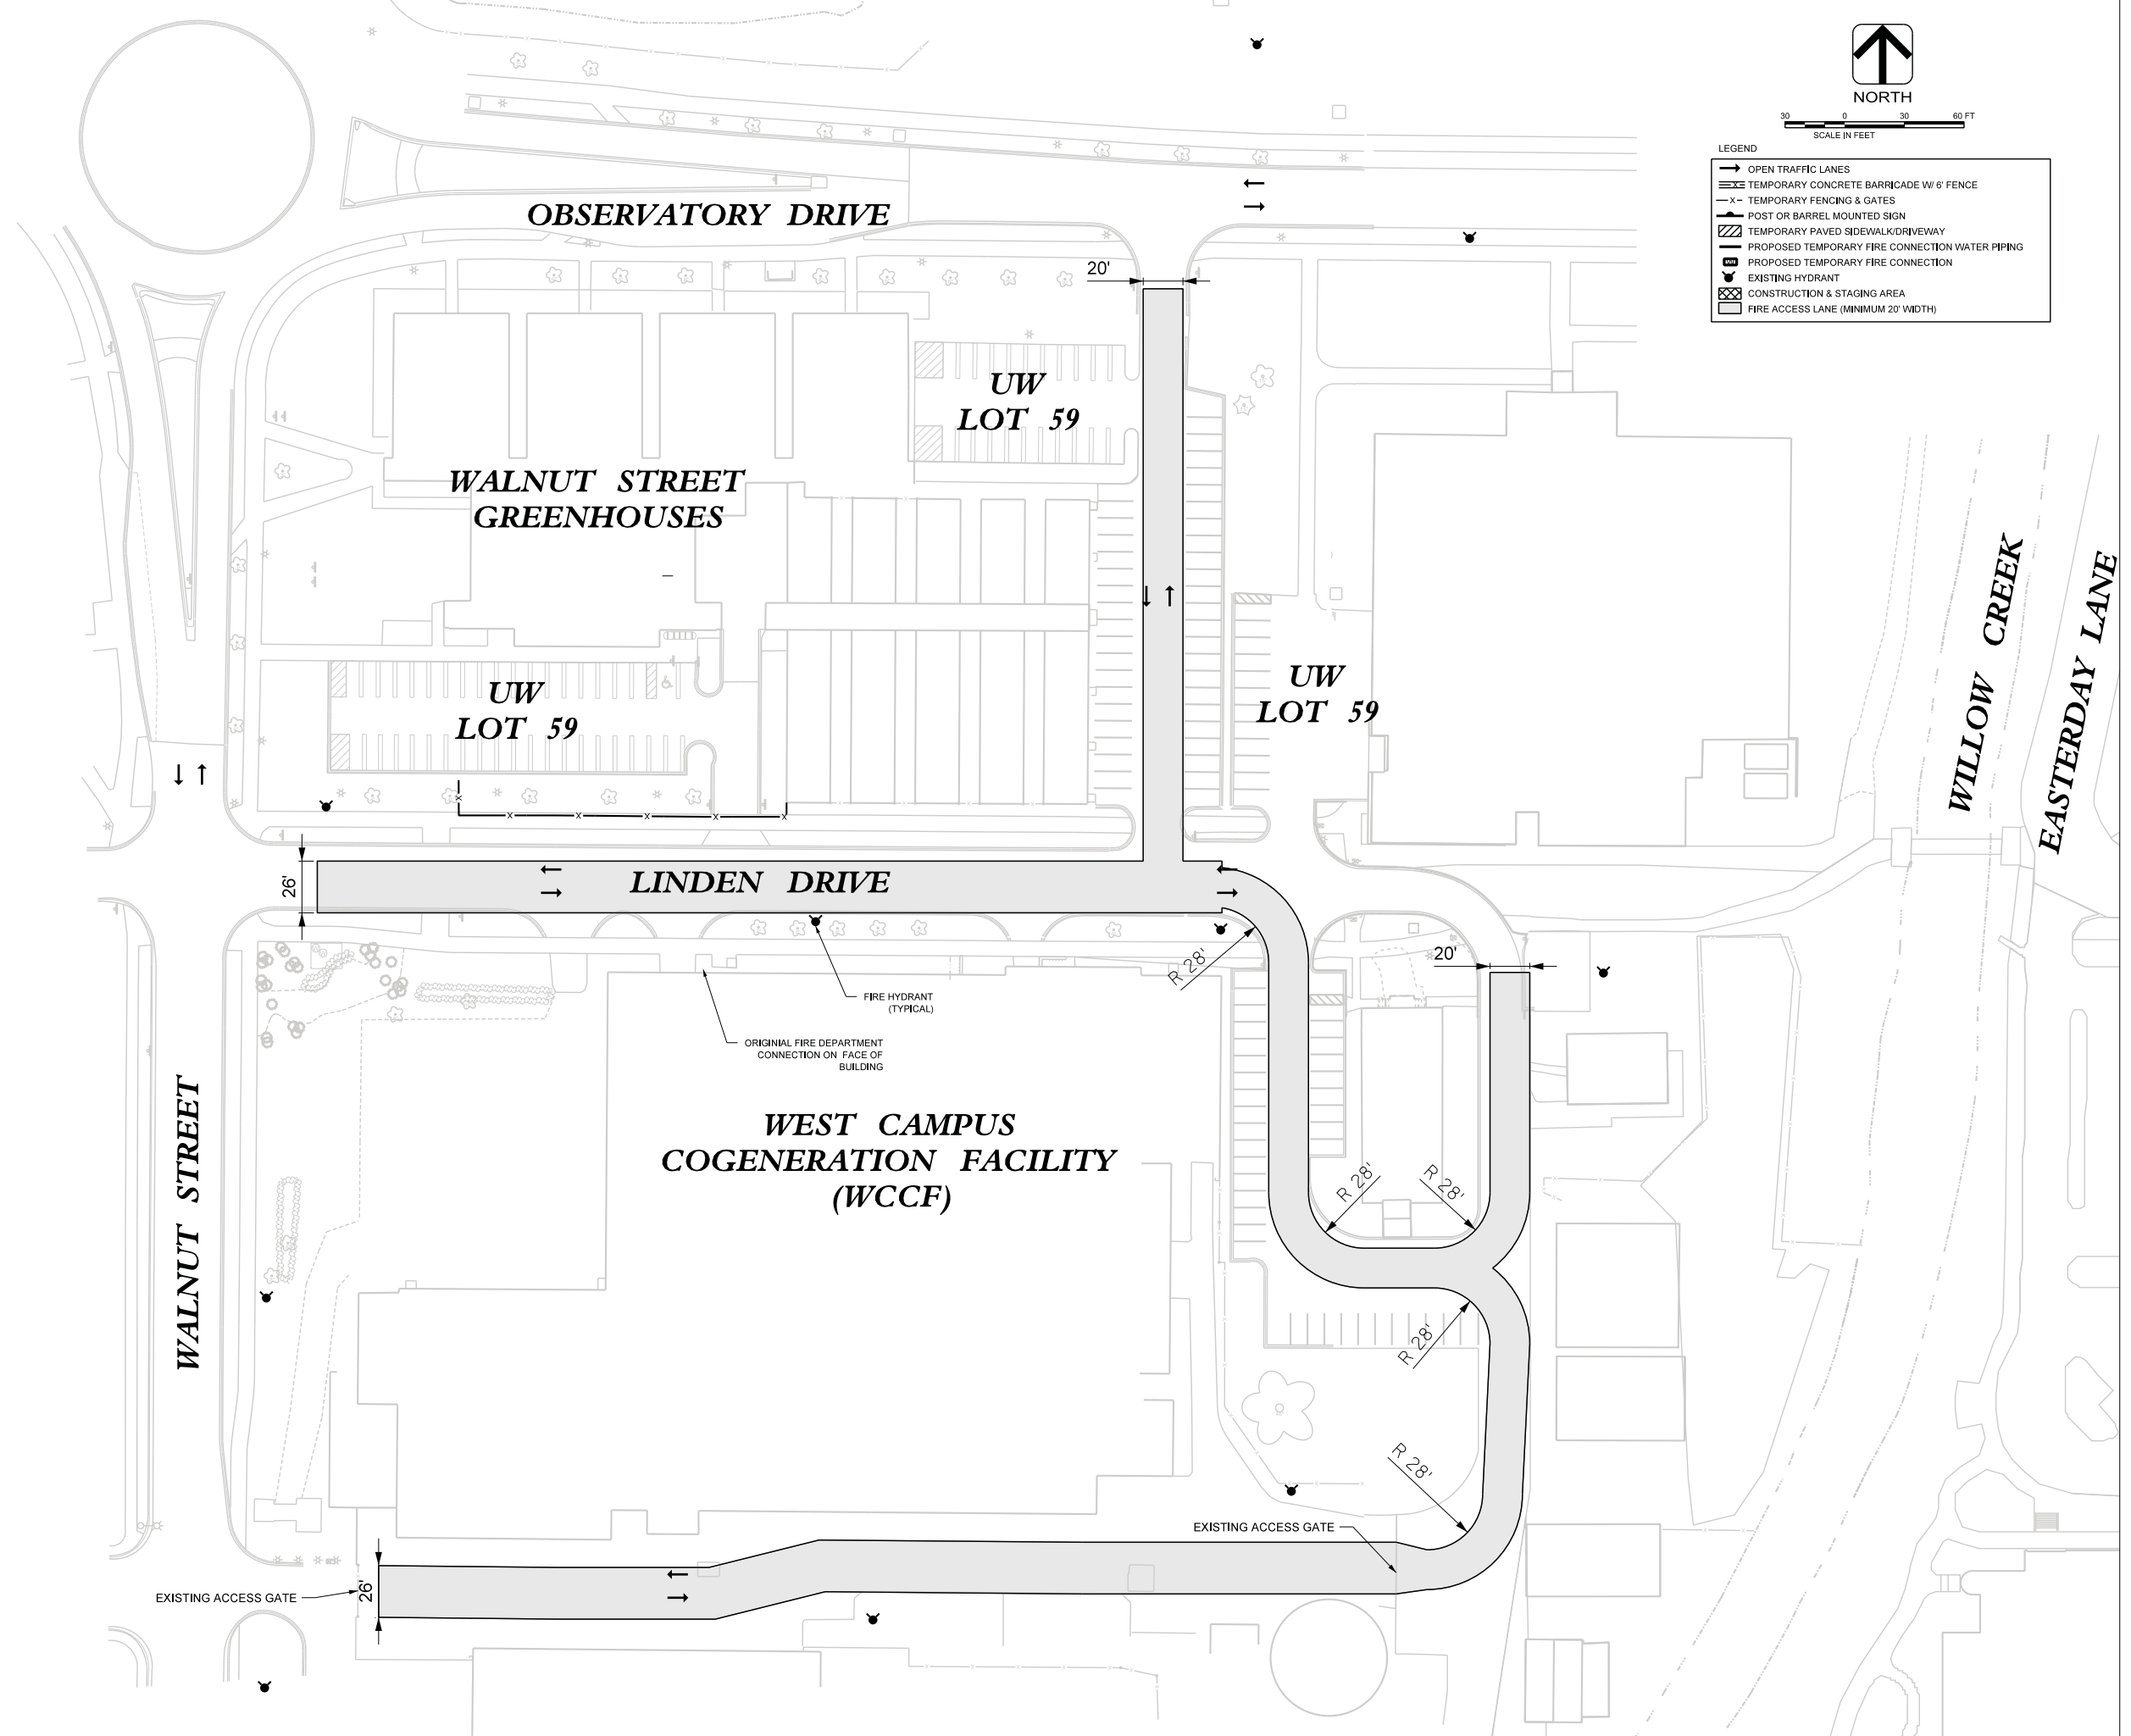 NORTH
30 0 30 60 FT
SCALE IN FEET
LEGEND
OPEN TRAFFIC LANES
TEMPORARY CONCRETE BARRICADE W/ 6' FENCE
TEMPORARY FENCING & GATES
POST OR BARREL MOUNTED SIGN
TEMPORARY PAVED SIDEWALK/DRIVEWAY
PROPOSED TEMPORARY FIRE CONNECTION WATER PIPING
PROPOSED TEMPORARY FIRE CONNECTION
EXISTING HYDRANT
CONSTRUCTION & STAGING AREA
FIRE ACCESS LANE (MINIMUM 20' WIDTH)
OBSERVATORY DRIVE
20'
UW
LOT 59
WALNUT STREET
GREENHOUSES
UW
LOT 59
UW
LOT 59
WILLOW CREEK
EASTERDAY LANE
26'
LINDEN DRIVE
R 28'
20'
FIRE HYDRANT
(TYPICAL)
ORIGINIAL FIRE DEPARTMENT
CONNECTION ON FACE OF
BUILDING
WEST CAMPUS
COGENERATION FACILITY
(WCCF)
WALNUT STREET
R 28'
R 28'
R 28'
R 28'
EXISTING ACCESS GATE
EXISTING ACCESS GATE
26'